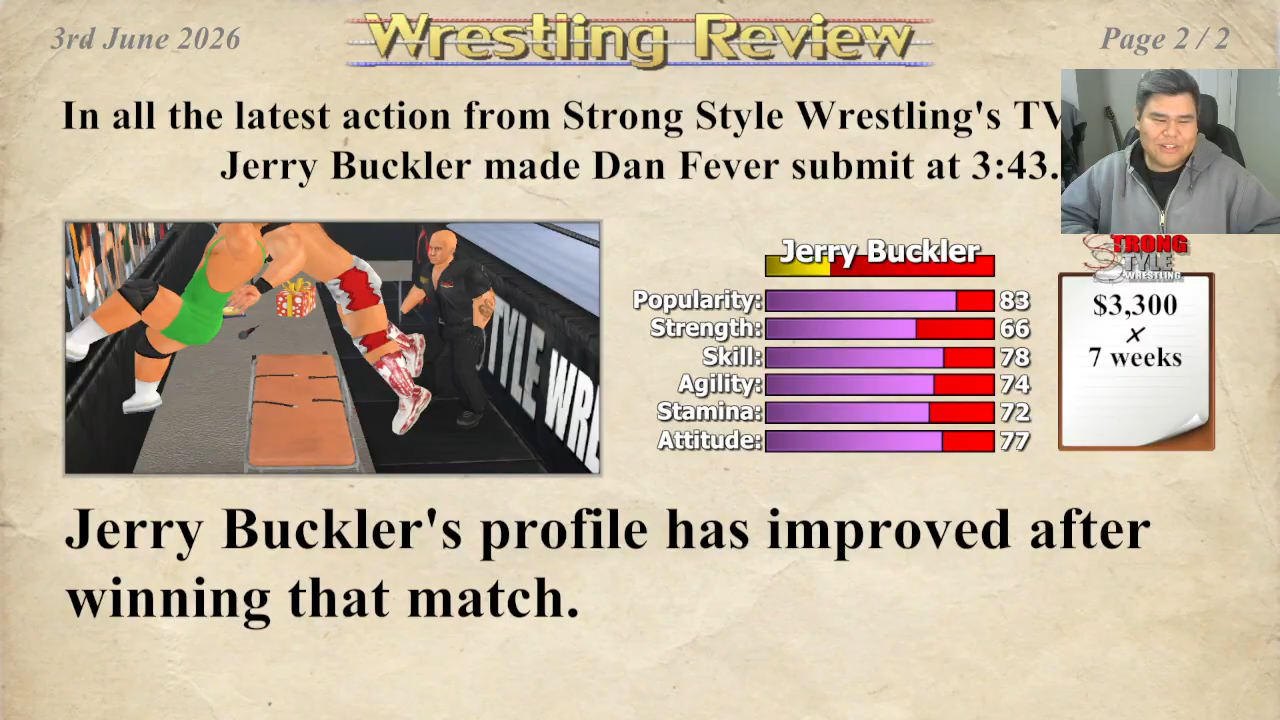 3rd June 2026
Wrestling Review
Page 2 / 2
In all the latest action from Strong Style Wrestling's TV
Jerry Buckler made Dan Fever submit at 3:43.
Jerry Buckler
Popularity: 83
Strength: 66
Skill: 78
Agility: 74
Stamina: 72
Attitude: 77
STRONG
STYLE
WRESTLING
$3,300
x
7 weeks
STYLE WRE
Jerry Buckler's profile has improved after
winning that match.